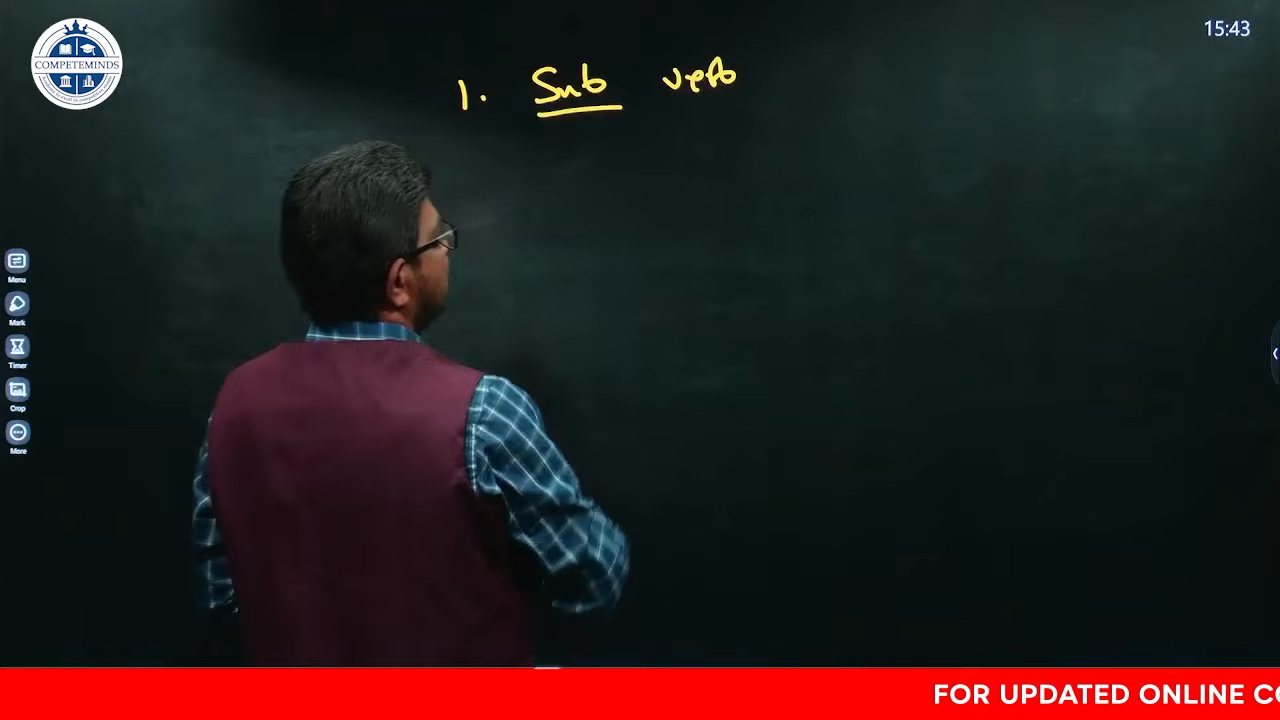 15:43
COMPETEMINDS
1. Sub verb
Menu
Mark
Timer
Crop
More
FOR UPDATED ONLINE CO